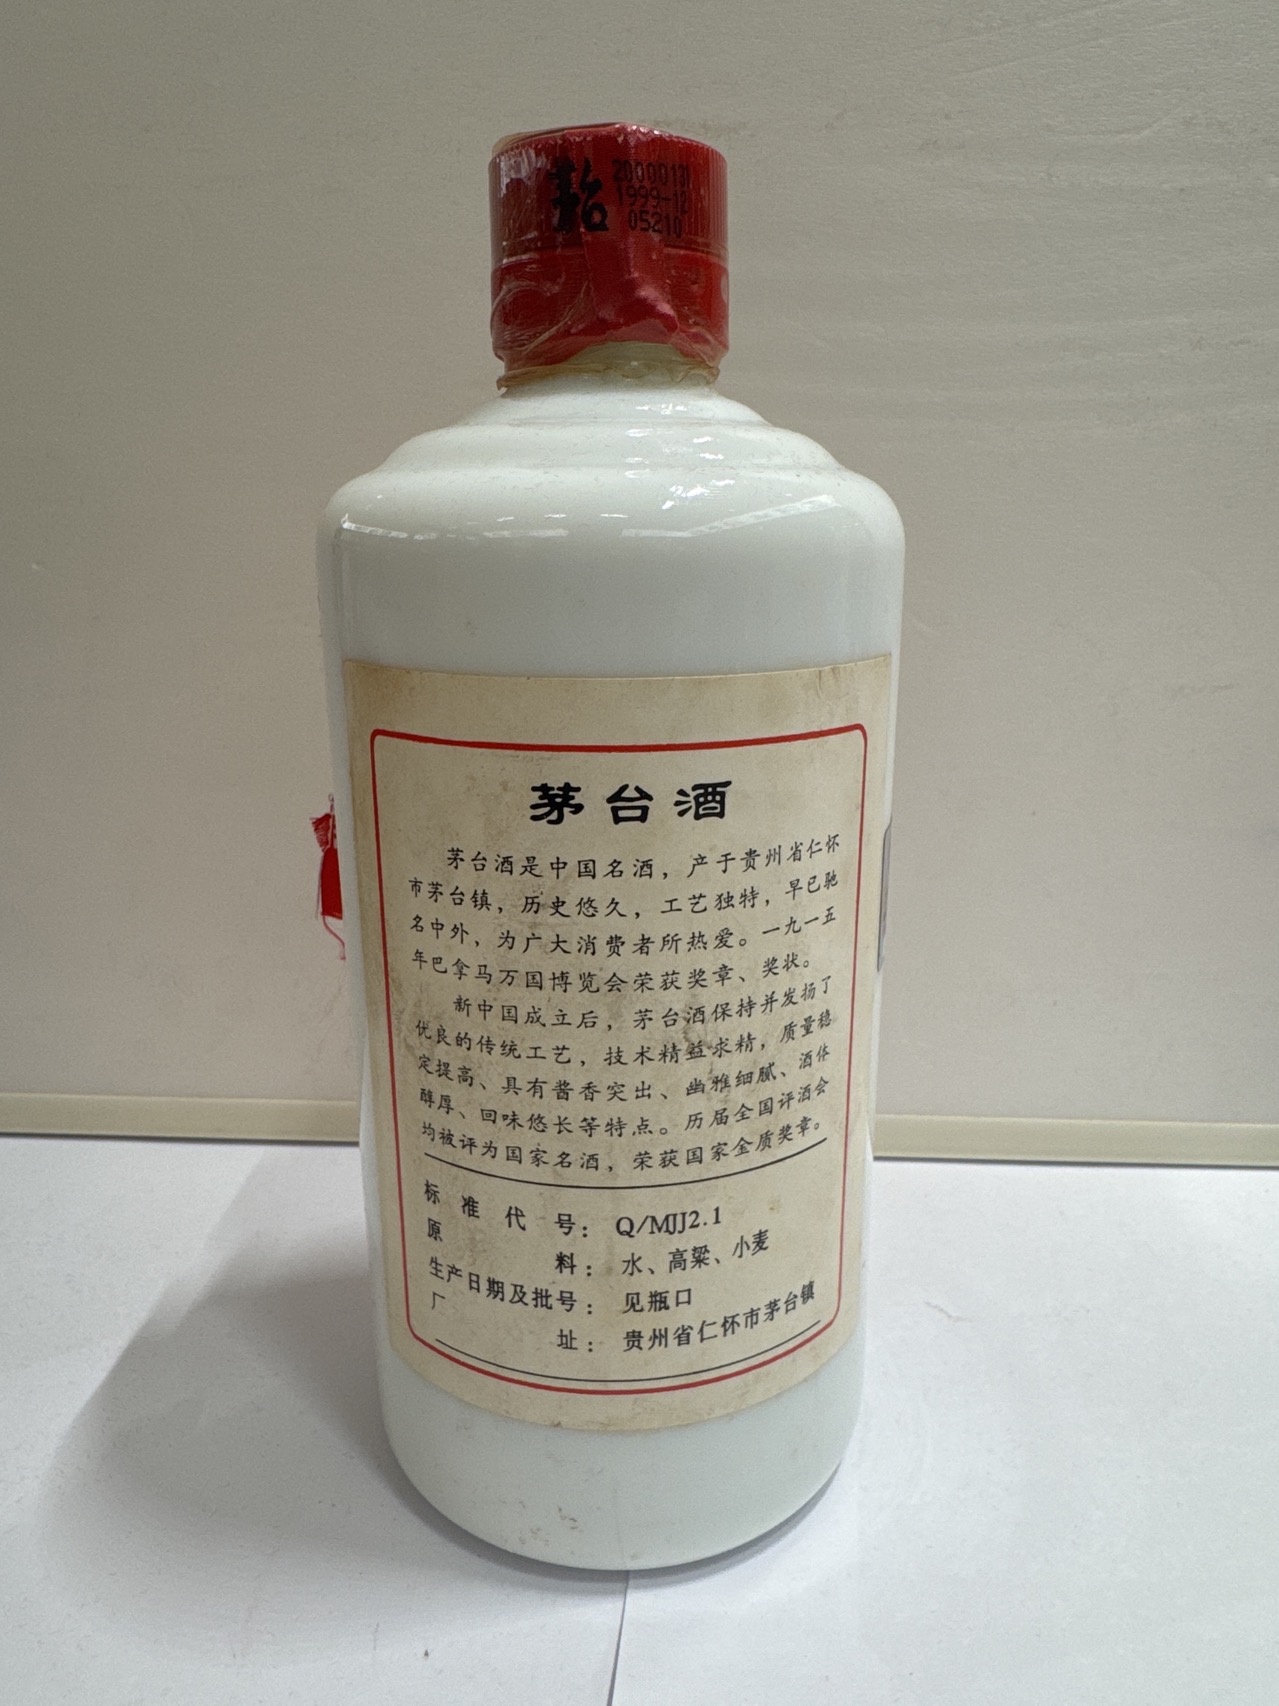 茅台
20000131
1999-12
05210
茅台酒
茅台酒是中国名酒，产于贵州省仁怀
市茅台镇，历史悠久，工艺独特，早已驰
名中外，为广大消费者所热爱。一九一五
年巴拿马万国博览会荣获奖章、奖状。
新中国成立后，茅台酒保持并发扬了
优良的传统工艺，技术精益求精，质量稳
定提高、具有酱香突出、幽雅细腻、酒体
醇厚、回味悠长等特点。历届全国评酒会
均被评为国家名酒，荣获国家金质奖章。
标准代号：Q/MJJ2.1
原料：水、高粱、小麦
生产日期及批号：见瓶口
厂址：贵州省仁怀市茅台镇